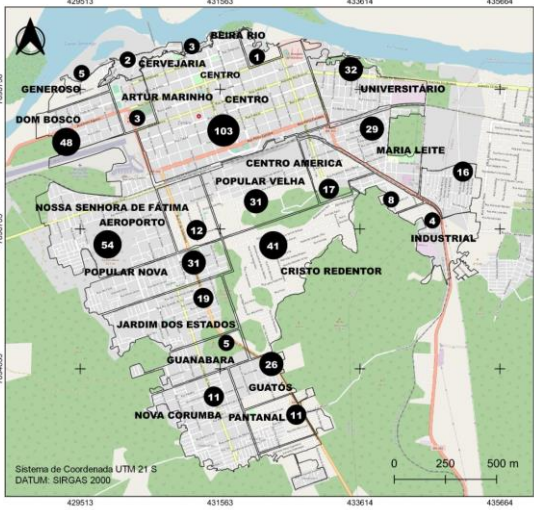 429513 431563 433614 435664
BEIRA RIO
3
1
2
CERVEJARIA
5
CENTRO
32
GENEROSO
ARTUR MARINHO
CENTRO
UNIVERSITÁRIO
DOM BOSCO
3
103
29
48
MARIA LEITE
CENTRO AMERICA
16
POPULAR VELHA
17
NOSSA SENHORA DE FÁTIMA
31
8
AEROPORTO
4
12
54
41
INDUSTRIAL
31
POPULAR NOVA
CRISTO REDENTOR
19
JARDIM DOS ESTADOS
5
GUANABARA
26
GUATOS
11
NOVA CORUMBA
PANTANAL
11
Sistema de Coordenada UTM 21 S
DATUM: SIRGAS 2000
0 250 500 m
429513 431563 433614 435664